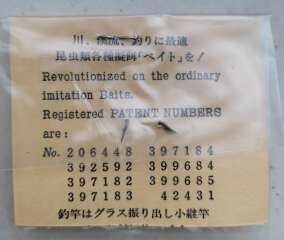 川、渓流、釣りに最適
昆虫類各種擬餌「ベイト」を!
Revolutionized on the ordinary
imitation Baits.
Registered PATENT NUMBERS
are :
No. 206448 397184
392592 399684
397182 399685
397183 42431
釣竿はグラス振り出し小継竿